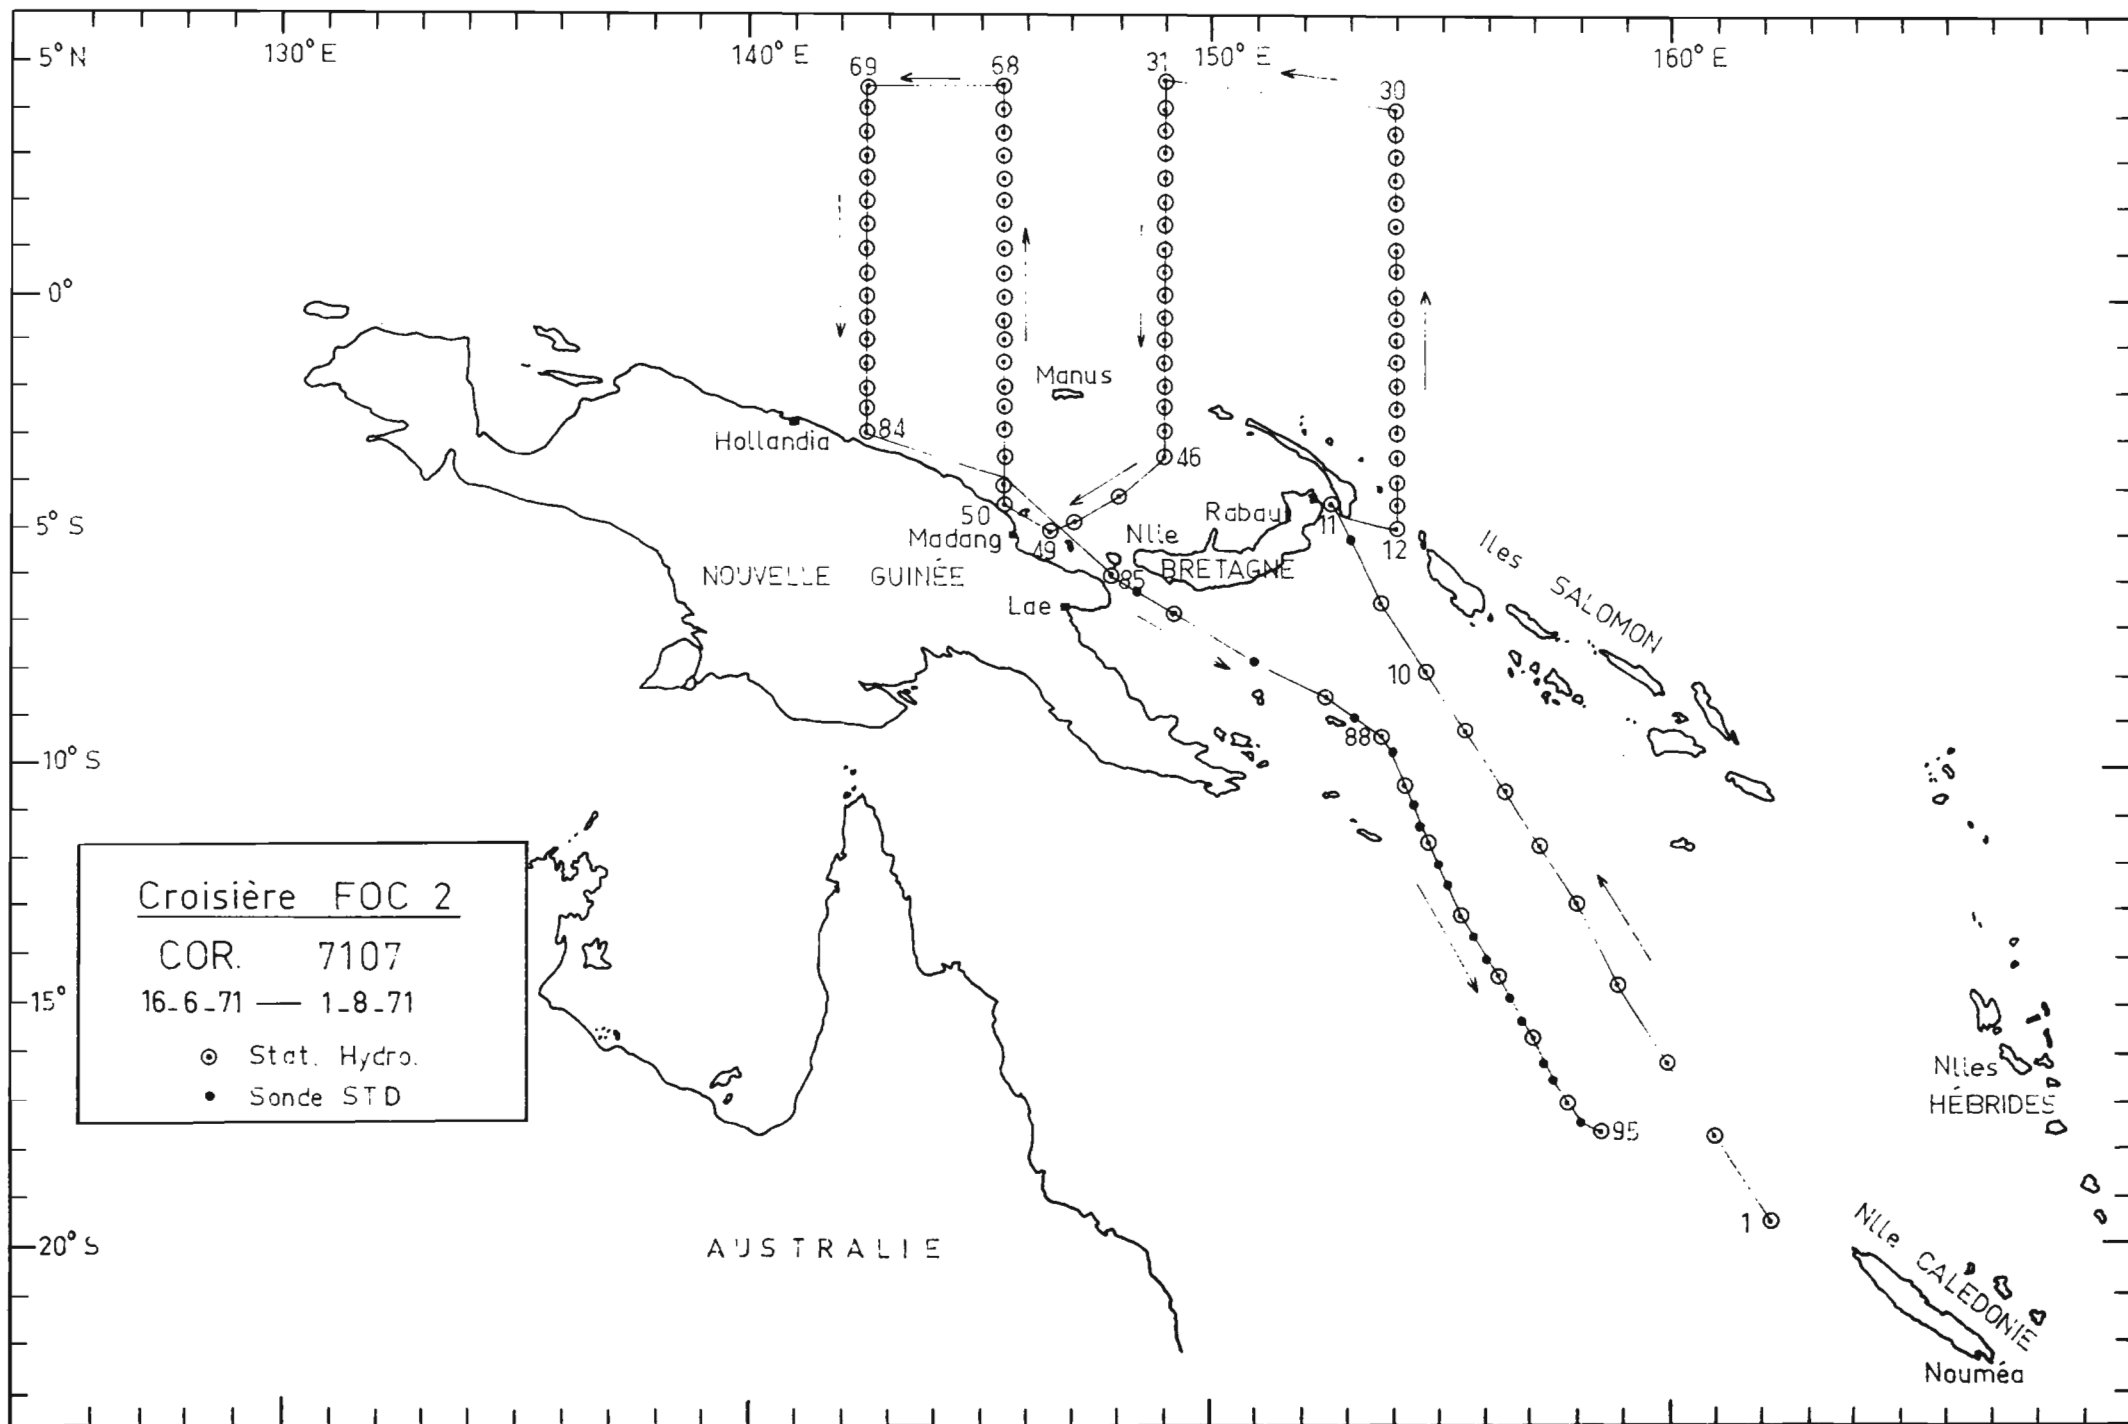 5° N
130° E
140° E
150° E
160° E
69
68
31
30
0°
Manus
Hollandia
84
46
5° S
50
Madang
49
Nlle
BRETAGNE
Rabaul
11
12
Iles SALOMON
NOUVELLE GUINÉE
85
Lae
10
88
10° S
Croisière FOC 2
COR. 7107
16-6-71 — 1-8-71
Stat. Hydro.
Sonde STD
15°
Nlles
HÉBRIDES
95
1
20° S
AUSTRALIE
Nlle CALEDONIE
Nouméa